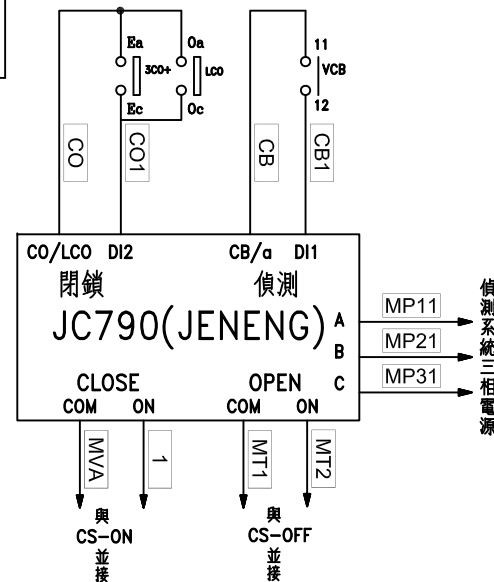 Ea
Oa
11
3CO+
LCO
VCB
Ec
Oc
12
CO
CO1
CB
CB1
CO/LCO DI2
CB/a DI1
閉鎖
偵測
JC790(JENENG)
A
B
C
MP11
MP21
MP31
偵測系統三相電源
CLOSE
OPEN
COM ON
COM ON
MVA
1
MT1
MT2
與
CS-ON
並接
與
CS-OFF
並接